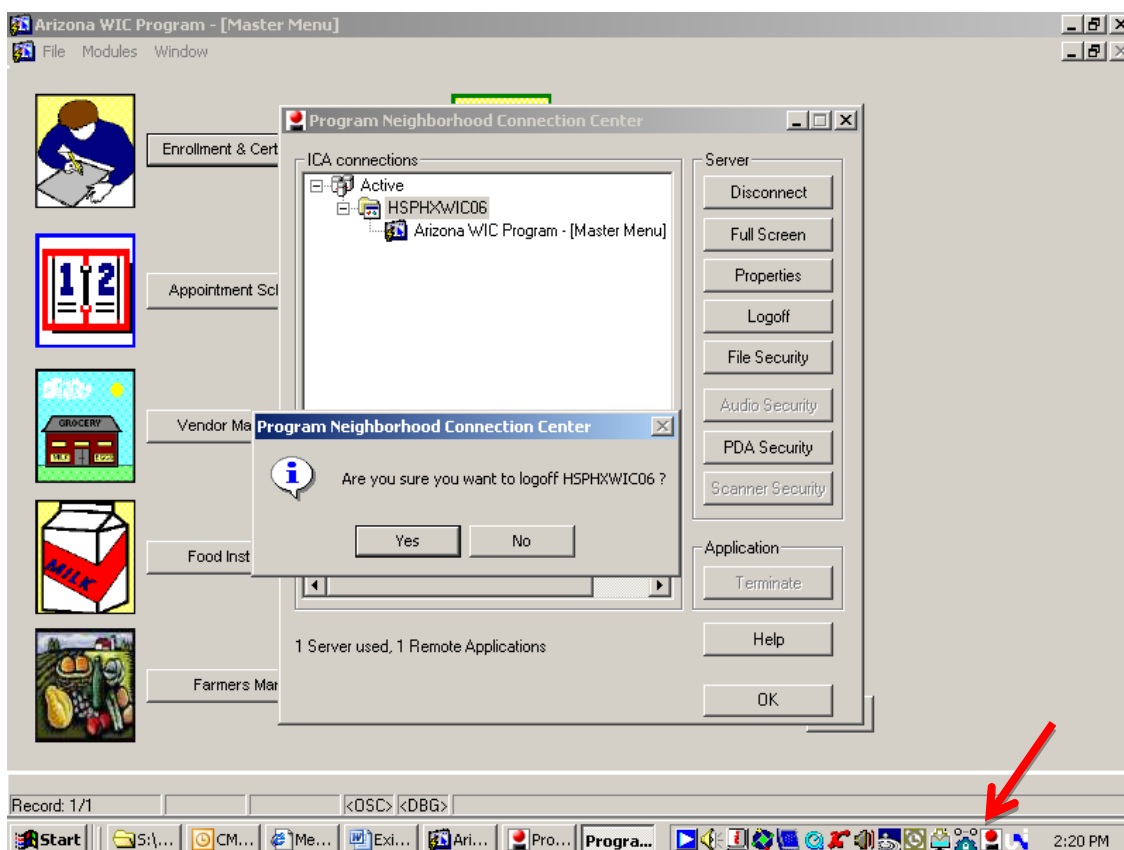 Arizona WIC Program - [Master Menu]
File Modules Window
Enrollment & Cert
Appointment Scl
GROCERY
Vendor Ma
MILK
Food Inst
Farmers Mar
Program Neighborhood Connection Center
ICA connections
Active
HSPHXWIC06
Arizona WIC Program - [Master Menu]
1 Server used, 1 Remote Applications
Server
Disconnect
Full Screen
Properties
Logoff
File Security
Audio Security
PDA Security
Scanner Security
Application
Terminate
Help
OK
Program Neighborhood Connection Center
Are you sure you want to logoff HSPHXWIC06 ?
Yes No
Record: 1/1 <OSC> <DBG>
Start S:\... CM... Me... Exi... Ari... Pro... Progra... 2:20 PM